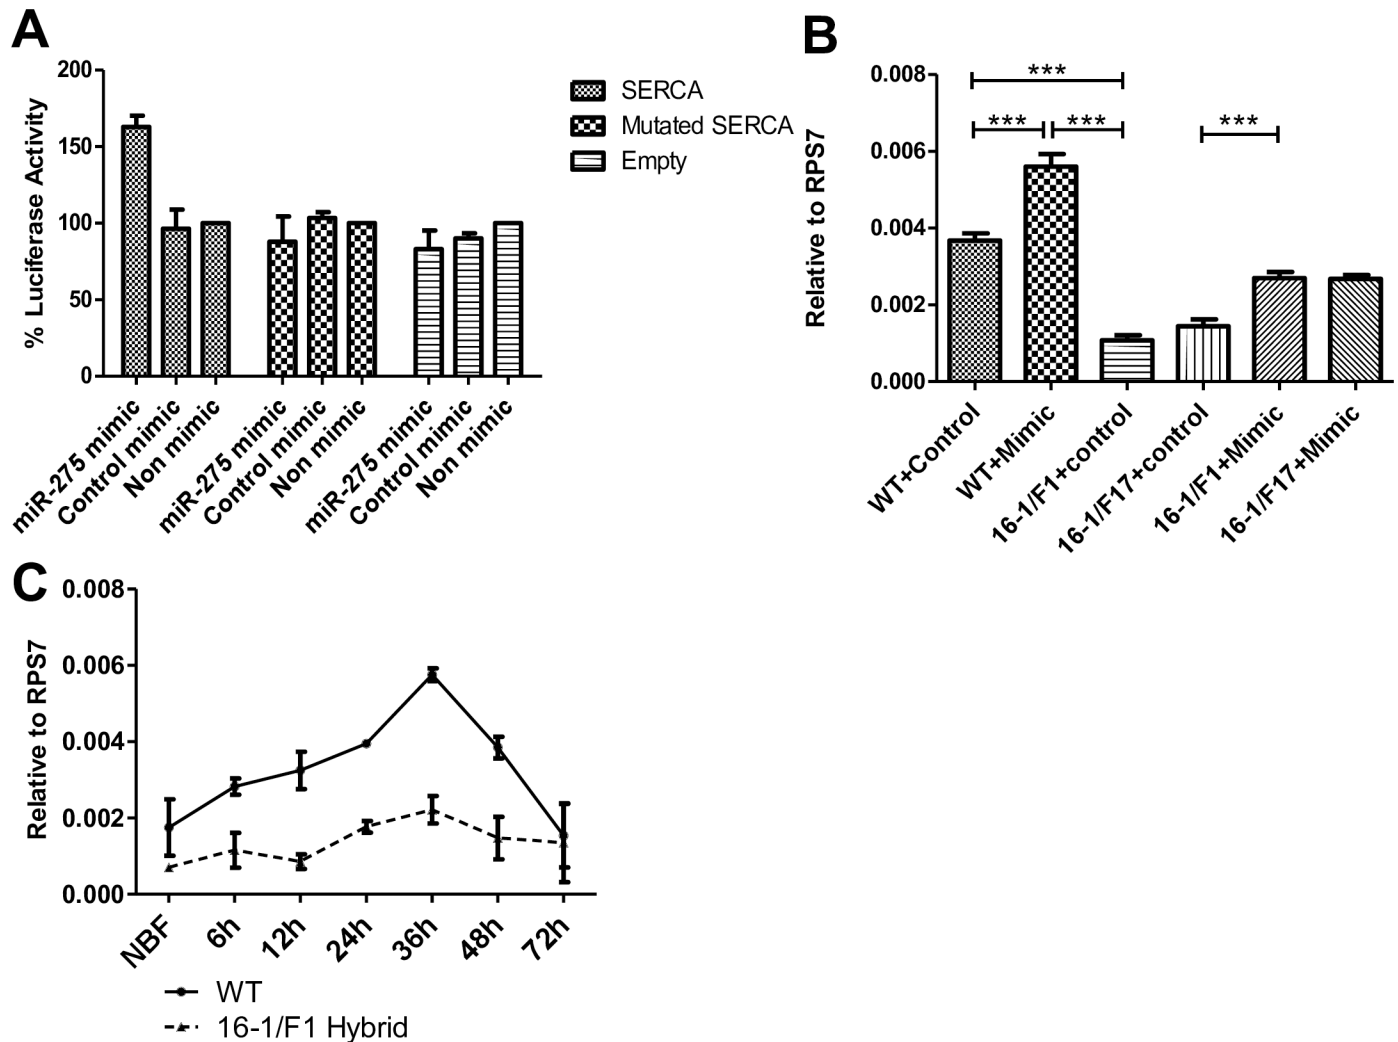 A
% Luciferase Activity
200
150
100
50
0
miR-275 mimic
Control mimic
Non mimic
miR-275 mimic
Control mimic
Non mimic
miR-275 mimic
Control mimic
Non mimic
SERCA
Mutated SERCA
Empty
B
Relative to RPS7
0.008
0.006
0.004
0.002
0.000
***
***
***
***
WT+Control
WT+Mimic
16-1/F1+control
16-1/F17+control
16-1/F1+Mimic
16-1/F17+Mimic
C
Relative to RPS7
0.008
0.006
0.004
0.002
0.000
NBF
6h
12h
24h
36h
48h
72h
WT
16-1/F1 Hybrid